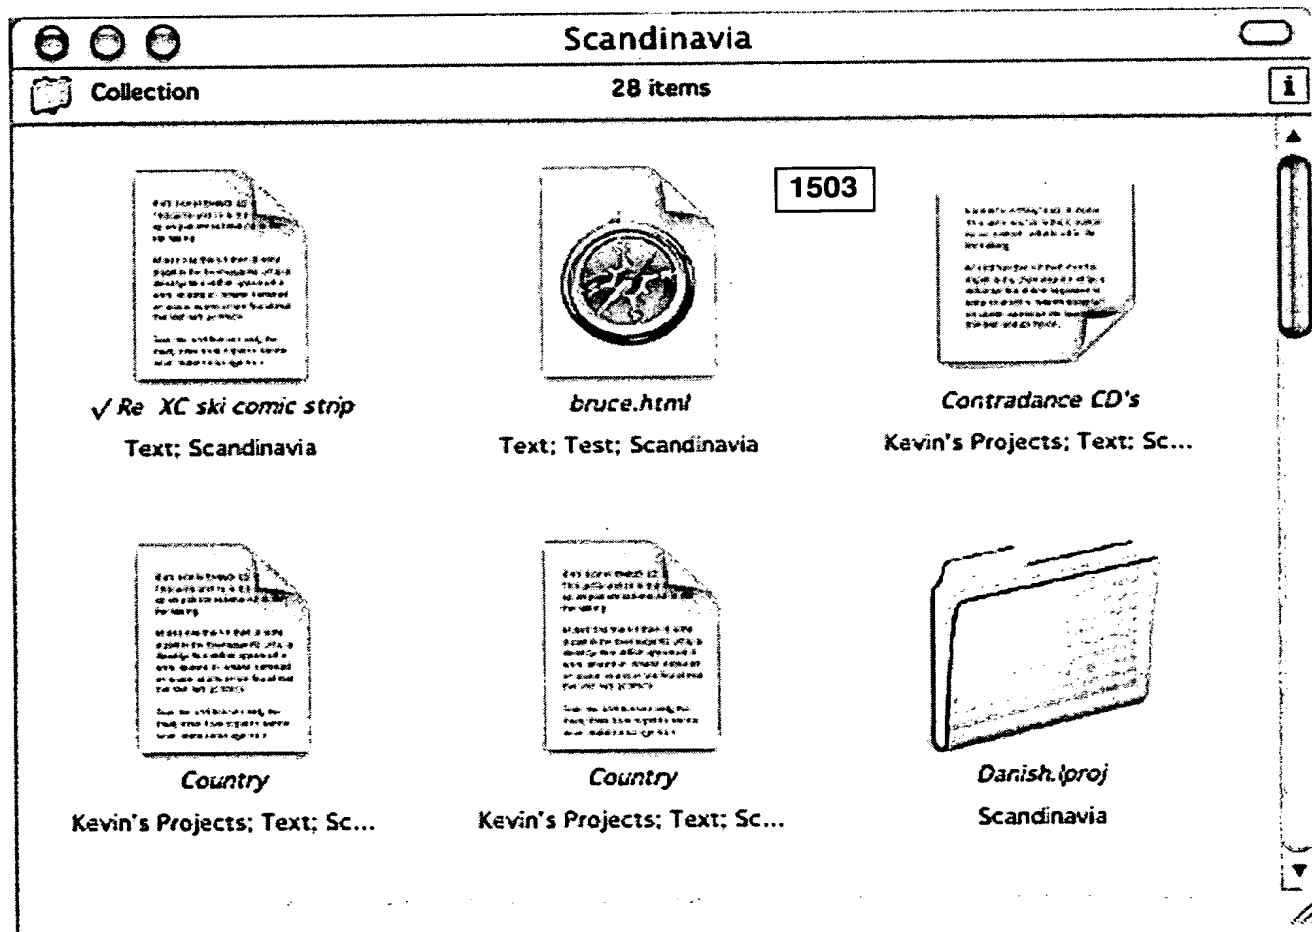 Scandinavia
Collection
28 items
i
1503
√ Re XC ski comic strip
Text; Scandinavia
bruce.html
Text; Test; Scandinavia
Contradance CD's
Kevin's Projects; Text; Sc...
Country
Kevin's Projects; Text; Sc...
Country
Kevin's Projects; Text; Sc...
Danish.lproj
Scandinavia